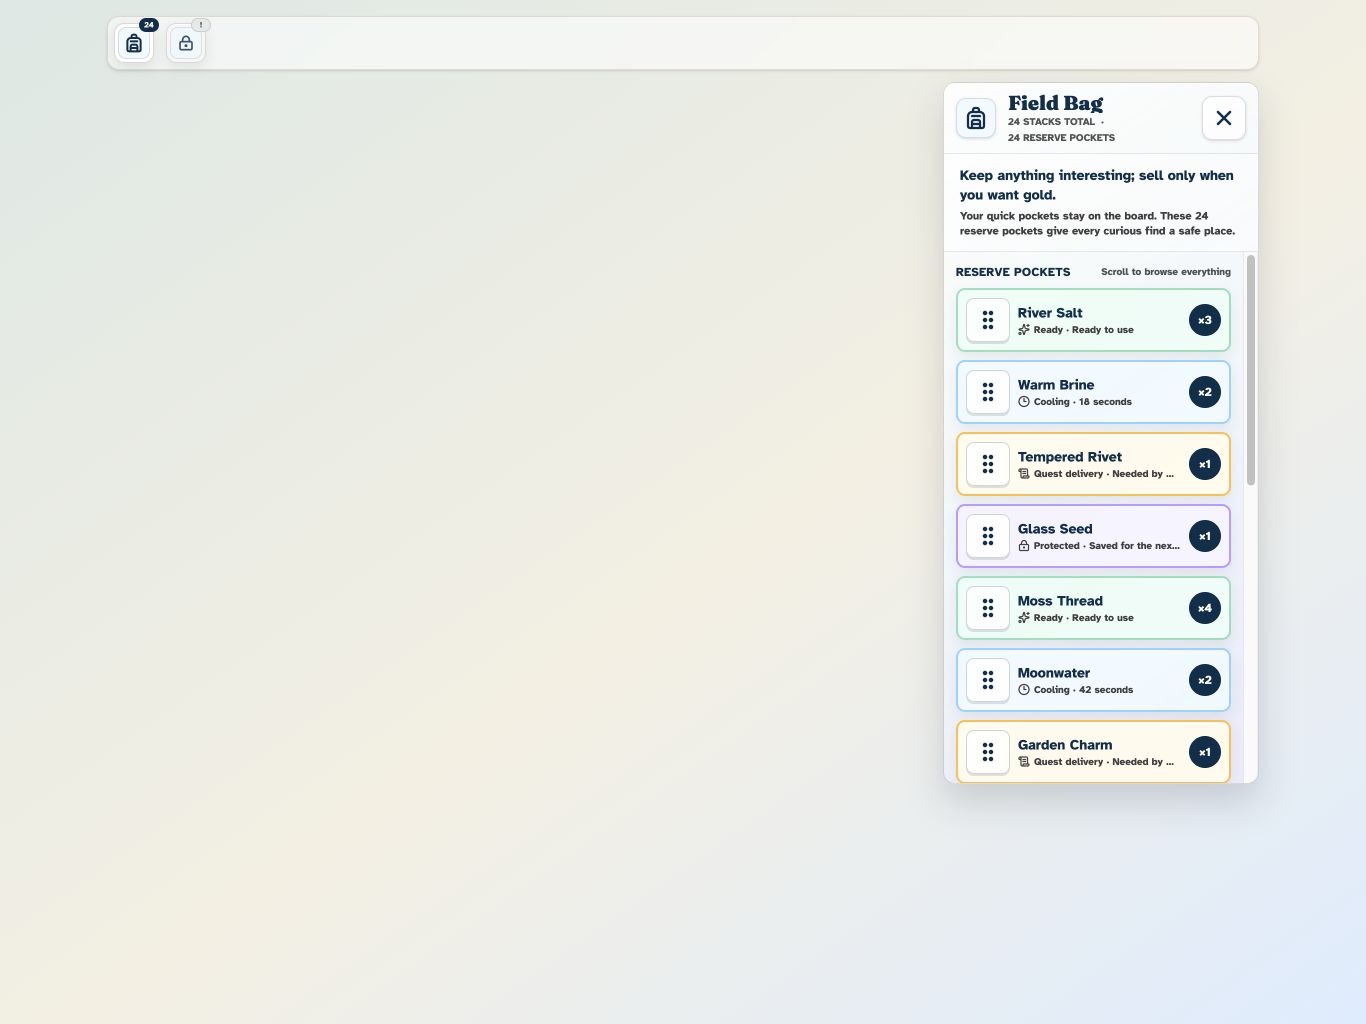 24
!
Field Bag
24 STACKS TOTAL ·
24 RESERVE POCKETS
Keep anything interesting; sell only when
you want gold.
Your quick pockets stay on the board. These 24
reserve pockets give every curious find a safe place.
RESERVE POCKETS Scroll to browse everything
River Salt
Ready · Ready to use
×3
Warm Brine
Cooling · 18 seconds
×2
Tempered Rivet
Quest delivery · Needed by ...
×1
Glass Seed
Protected · Saved for the nex...
×1
Moss Thread
Ready · Ready to use
×4
Moonwater
Cooling · 42 seconds
×2
Garden Charm
Quest delivery · Needed by ...
×1